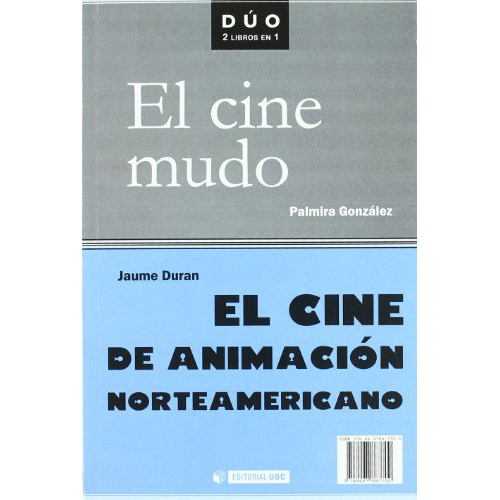 DÚO
2 LIBROS EN 1
El cine
mudo
Palmira González
Jaume Duran
EL CINE
DE ANIMACIÓN
NORTEAMERICANO
EDITORIAL UOC